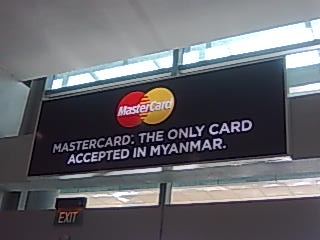 MasterCard
MASTERCARD. THE ONLY CARD
ACCEPTED IN MYANMAR.
EXIT